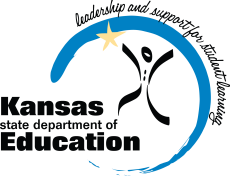 leadership and support for student learning
Kansas
state department of
Education